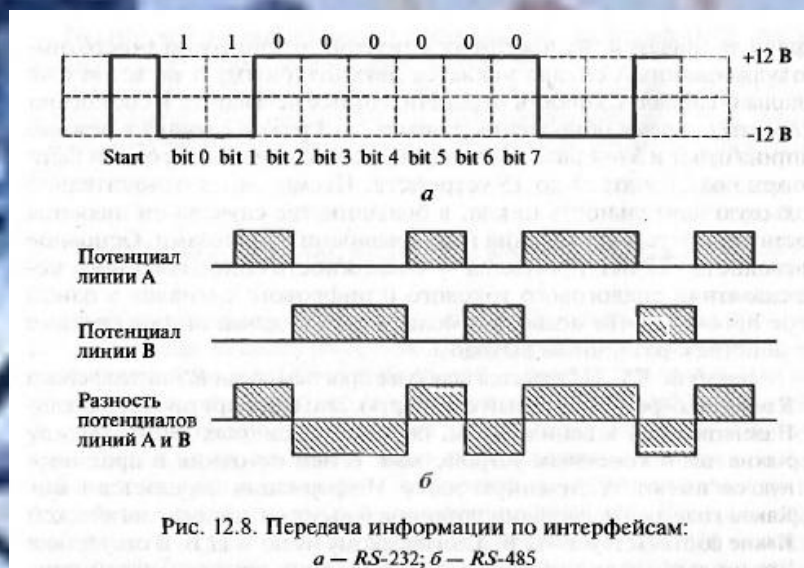 1 1 0 0 0 0 0 0
+12 В
-12 В
Start bit 0 bit 1 bit 2 bit 3 bit 4 bit 5 bit 6 bit 7
а
Потенциал
линии А
Потенциал
линии В
Разность
потенциалов
линий А и В
б
Рис. 12.8. Передача информации по интерфейсам:
а — RS-232; б — RS-485